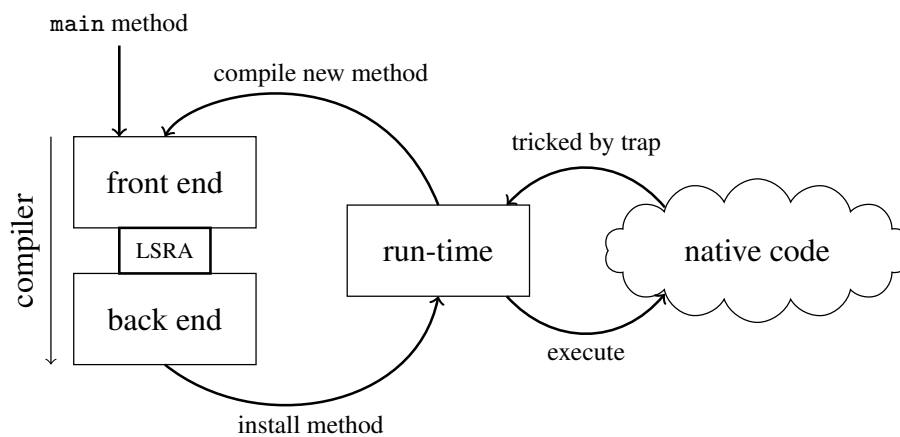 main method
compile new method
tricked by trap
compiler
front end
LSRA
run-time
native code
back end
execute
install method